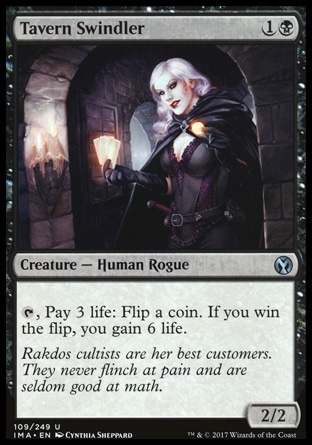 Tavern Swindler 1
Creature — Human Rogue
, Pay 3 life: Flip a coin. If you win
the flip, you gain 6 life.
Rakdos cultists are her best customers.
They never flinch at pain and are
seldom good at math.
2/2
109/249 U
IMA • EN Cynthia Sheppard
™ & © 2017 Wizards of the Coast